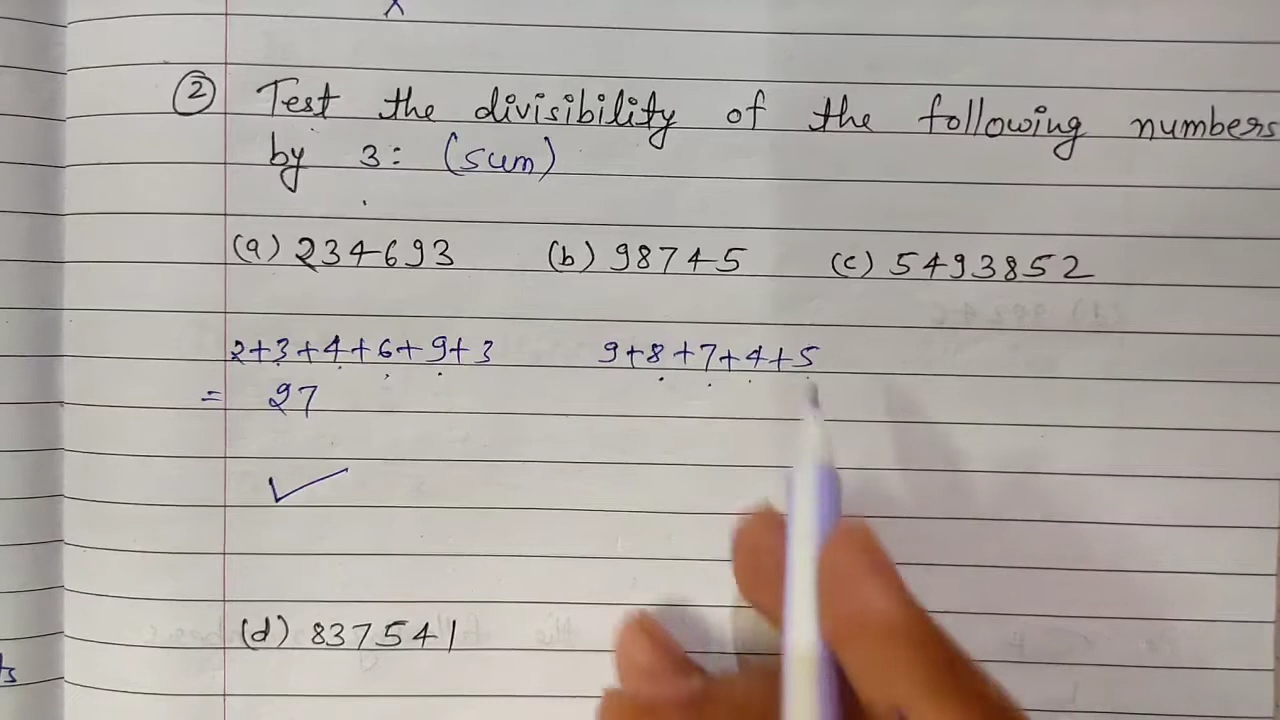 ② Test the divisibility of the following numbers
by 3: (sum)
(a) 234693 (b) 98745 (c) 5493852
2+3+4+6+9+3 9+8+7+4+5
= 27
✓
(d) 837541